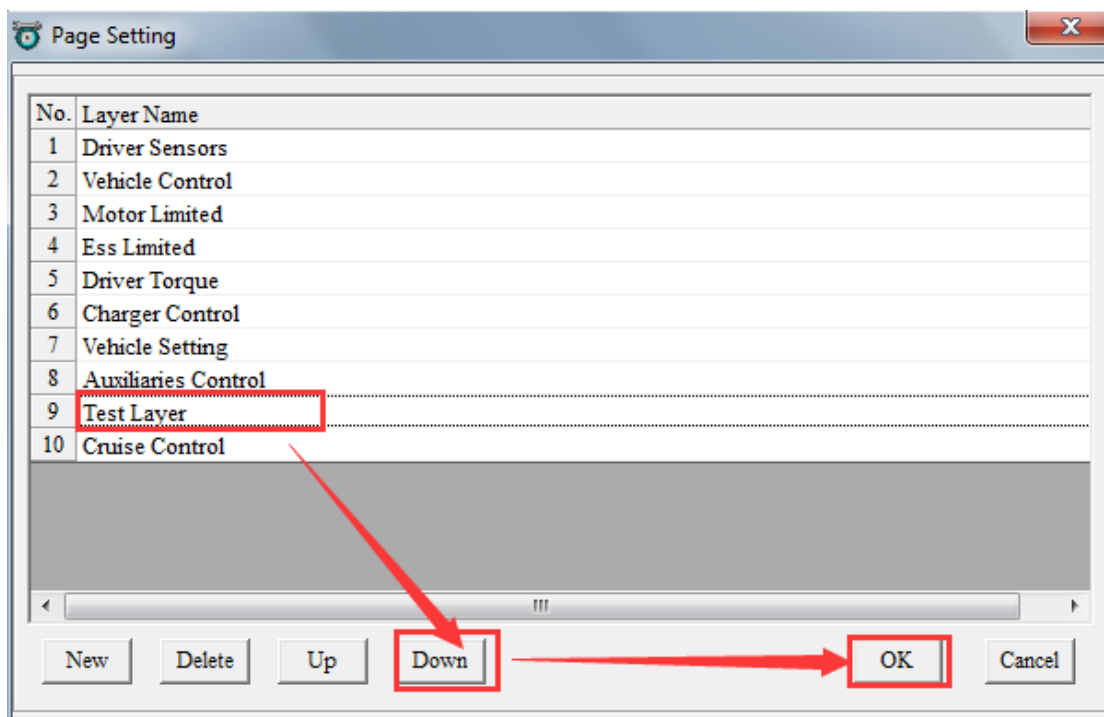 Page Setting
No. Layer Name
1 Driver Sensors
2 Vehicle Control
3 Motor Limited
4 Ess Limited
5 Driver Torque
6 Charger Control
7 Vehicle Setting
8 Auxiliaries Control
9 Test Layer
10 Cruise Control
New Delete Up Down OK Cancel